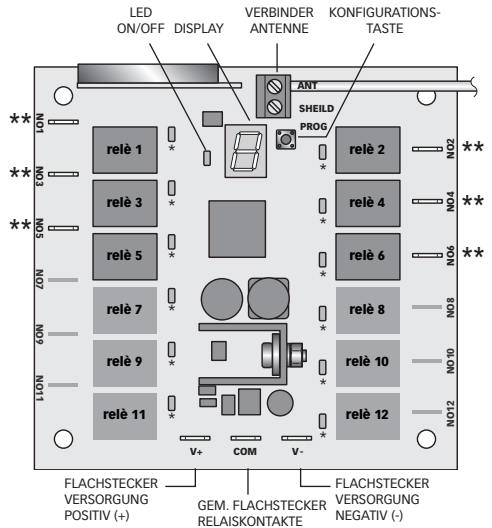 LED
ON/OFF
DISPLAY
VERBINDER
ANTENNE
KONFIGURATIONS-
TASTE
ANT
SHEILD
PROG
** NO1
relè 1
*
relè 2
*
NO2 **
** NO3
relè 3
*
relè 4
*
NO4 **
** NO5
relè 5
*
relè 6
*
NO6 **
NO7
relè 7
*
relè 8
*
NO8
NO9
relè 9
*
relè 10
*
NO10
NO11
relè 11
*
relè 12
*
NO12
V+
COM
V-
FLACHSTECKER
VERSORGUNG
POSITIV (+)
GEM. FLACHSTECKER
RELAISKONTAKTE
FLACHSTECKER
VERSORGUNG
NEGATIV (-)